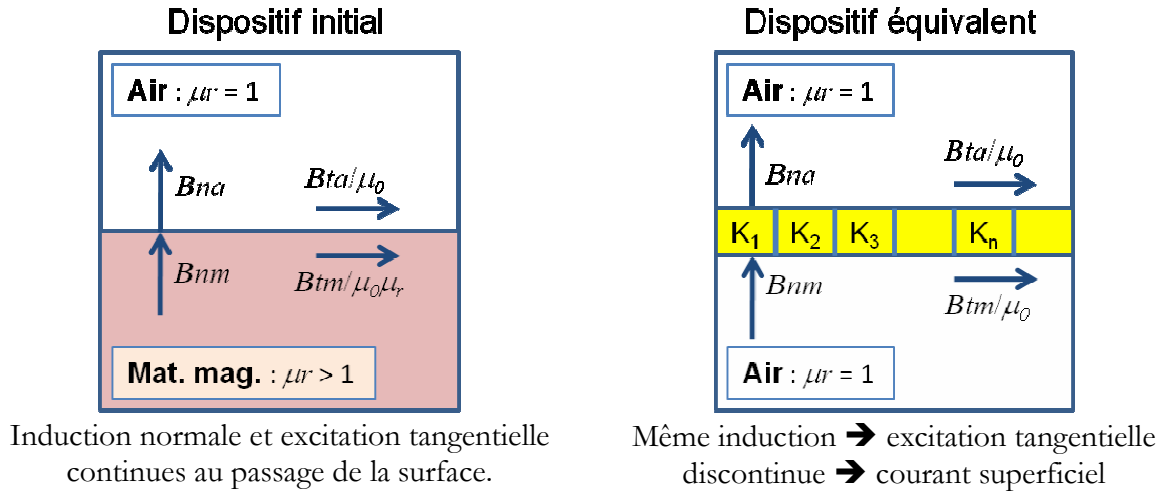 Dispositif initial
Air : μr = 1
Bna
Bta/μ0
Bnm
Btm/μ0μr
Mat. mag. : μr > 1
Induction normale et excitation tangentielle
continues au passage de la surface.
Dispositif équivalent
Air : μr = 1
Bna
Bta/μ0
K1 K2 K3 Kn
Bnm
Btm/μ0
Air : μr = 1
Même induction ➔ excitation tangentielle
discontinue ➔ courant superficiel